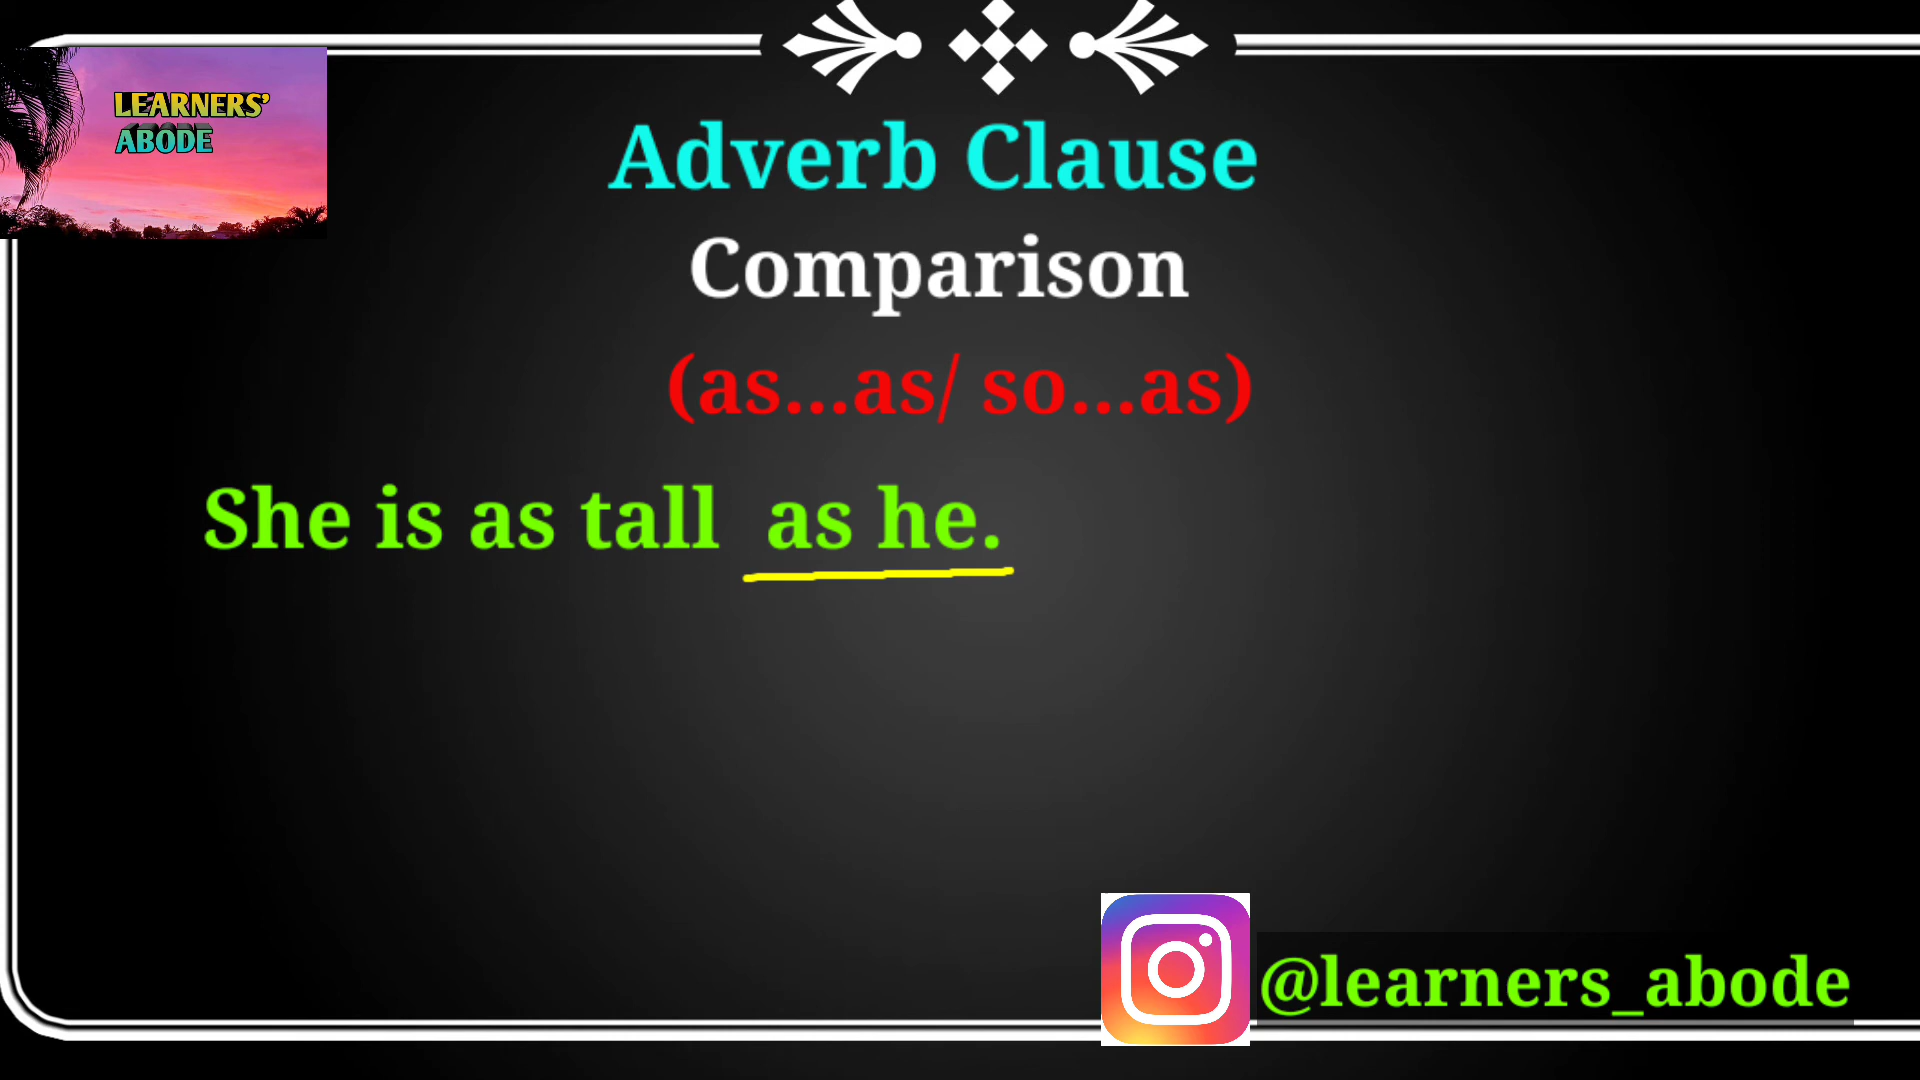 LEARNERS'
ABODE
Adverb Clause
Comparison
(as...as/ so...as)
She is as tall as he.
@learners_abode